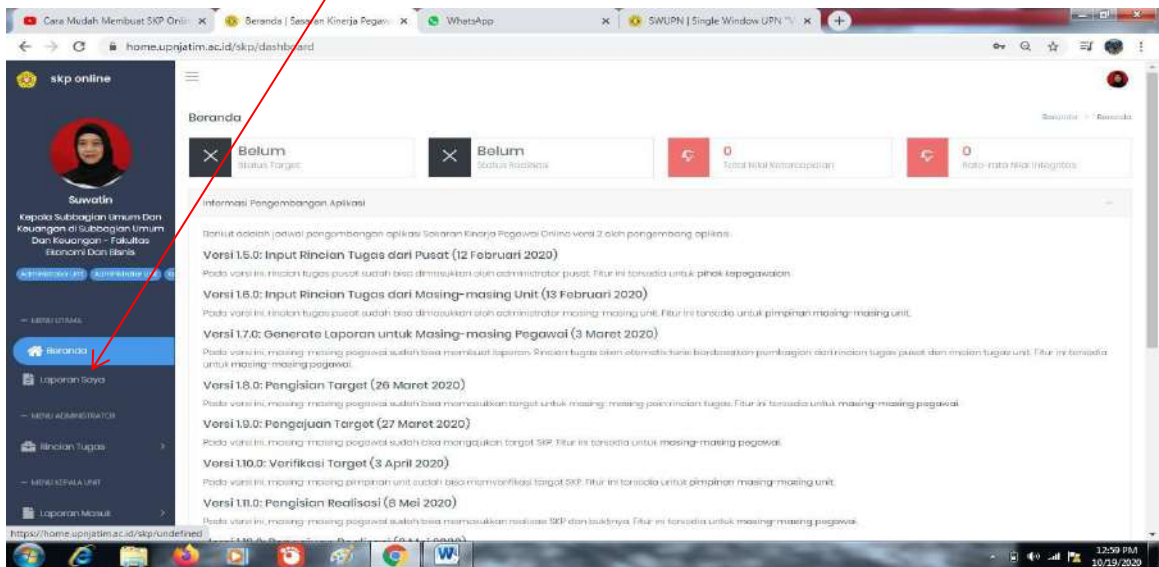 Cara Mudah Membuat SKP Onli
Beranda | Sasaran Kinerja Pegaw
WhatsApp
SWUPN | Single Window UPN "V
home.upnjatim.ac.id/skp/dashboard
skp online
Beranda
Beranda
Belum
Status Target
Belum
Status Realisasi
0
Total Nilai Ketercapaian
0
Rata-rata Nilai Integritas
Suwatin
Kepala Subbagian Umum Dan
Keuangan di Subbagian Umum
Dan Keuangan - Fakultas
Ekonomi Dan Bisnis
Administrator Unit
MENU UTAMA
Beranda
Laporan Saya
MENU ADMINISTRATOR
Rincian Tugas
MENU KEPALA UNIT
Laporan Masuk
https://home.upnjatim.ac.id/skp/undefined
Informasi Pengembangan Aplikasi
Berikut adalah jadwal pengembangan aplikasi Sasaran Kinerja Pegawai Online versi 2 oleh pengembang aplikasi.
Versi 1.5.0: Input Rincian Tugas dari Pusat (12 Februari 2020)
Pada versi ini, rincian tugas pusat sudah bisa dimasukkan oleh administrator pusat. Fitur ini tersedia untuk pihak kepegawaian.
Versi 1.6.0: Input Rincian Tugas dari Masing-masing Unit (13 Februari 2020)
Pada versi ini, rincian tugas pusat sudah bisa dimasukkan oleh administrator masing-masing unit. Fitur ini tersedia untuk pimpinan masing-masing unit.
Versi 1.7.0: Generate Laporan untuk Masing-masing Pegawai (3 Maret 2020)
Pada versi ini, masing-masing pegawai sudah bisa membuat laporan. Rincian tugas akan otomatis terisi berdasarkan pembagian dari rincian tugas pusat dan rincian tugas unit. Fitur ini tersedia
untuk masing-masing pegawai.
Versi 1.8.0: Pengisian Target (26 Maret 2020)
Pada versi ini, masing-masing pegawai sudah bisa memasukkan target untuk masing-masing poin rincian tugas. Fitur ini tersedia untuk masing-masing pegawai.
Versi 1.9.0: Pengajuan Target (27 Maret 2020)
Pada versi ini, masing-masing pegawai sudah bisa mengajukan target SKP. Fitur ini tersedia untuk masing-masing pegawai.
Versi 1.10.0: Verifikasi Target (3 April 2020)
Pada versi ini, masing-masing pimpinan unit sudah bisa memverifikasi target SKP. Fitur ini tersedia untuk pimpinan masing-masing unit.
Versi 1.11.0: Pengisian Realisasi (8 Mei 2020)
Pada versi ini, masing-masing pegawai sudah bisa memasukkan realisasi SKP dan buktinya. Fitur ini tersedia untuk masing-masing pegawai.
12:59 PM
10/19/2020